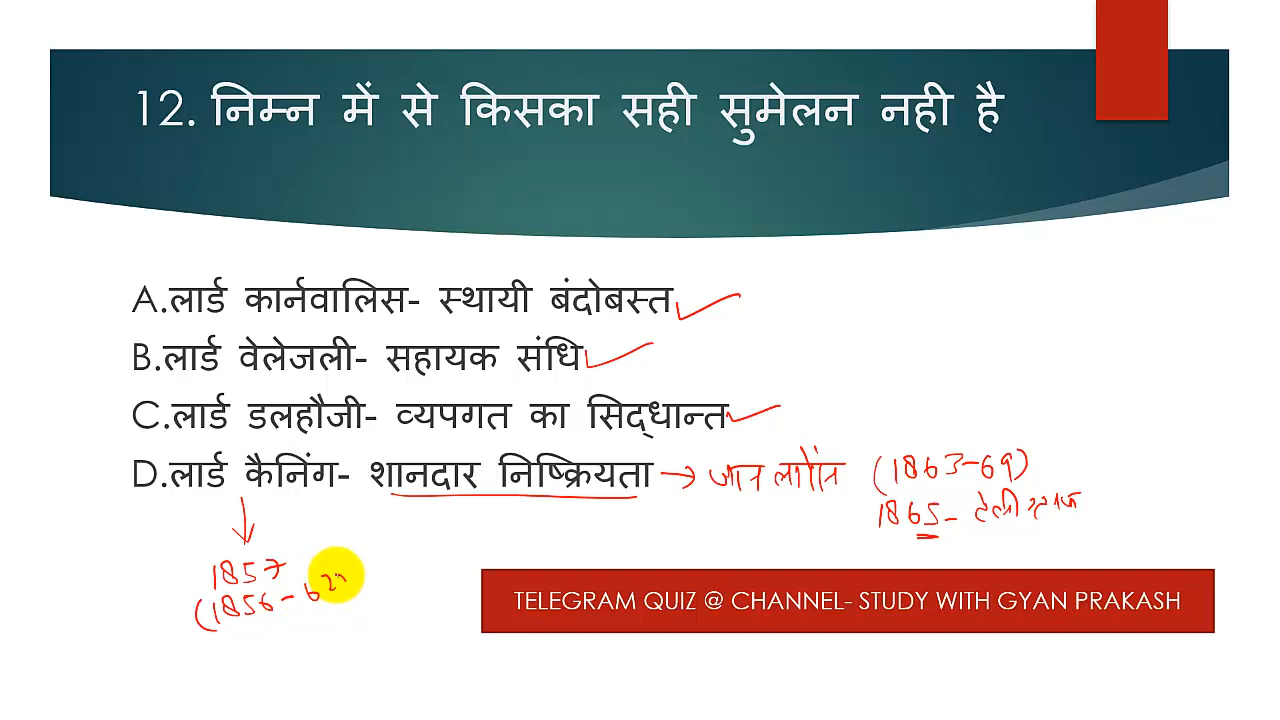 12. निम्न में से किसका सही सुमेलन नही है
A.लार्ड कार्नवालिस- स्थायी बंदोबस्त
B.लार्ड वेलेजली- सहायक संधि
C.लार्ड डलहौजी- व्यपगत का सिद्धान्त
D.लार्ड कैनिंग- शानदार निष्क्रियता → जान (1863-69)
1865-
1857
(1856-62
TELEGRAM QUIZ @ CHANNEL- STUDY WITH GYAN PRAKASH